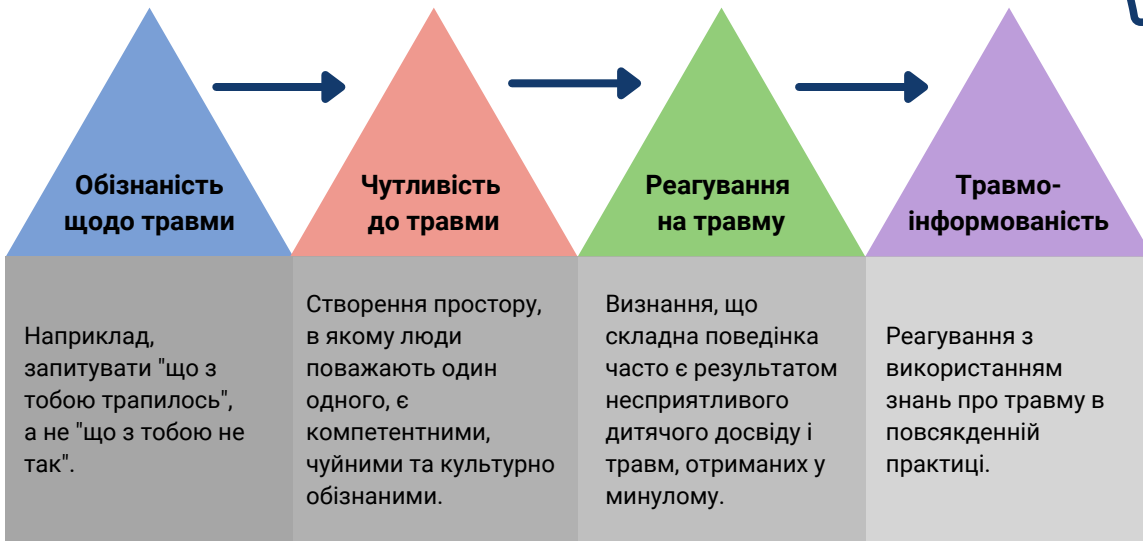 Обізнаність
щодо травми
Чутливість
до травми
Реагування
на травму
Травмо-
інформованість
Наприклад,
запитувати "що з
тобою трапилось",
а не "що з тобою не
так".
Створення простору,
в якому люди
поважають один
одного, є
компетентними,
чуйними та культурно
обізнаними.
Визнання, що
складна поведінка
часто є результатом
несприятливого
дитячого досвіду і
травм, отриманих у
минулому.
Реагування з
використанням
знань про травму в
повсякденній
практиці.